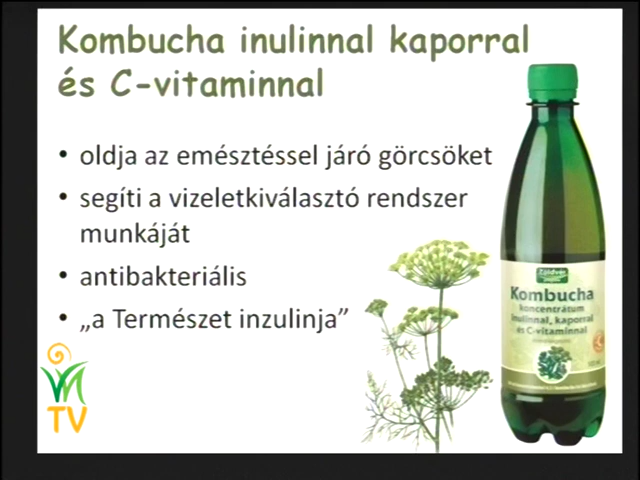 Kombucha inulinnal kaporral
és C-vitaminnal
• oldja az emésztéssel járó görcsöket
• segíti a vizeletkiválasztó rendszer
munkáját
• antibakteriális
• „a Természet inzulinja”
TV
Zöldvér
Kombucha
koncentrátum
inulinnal, kaporral
és C-vitaminnal